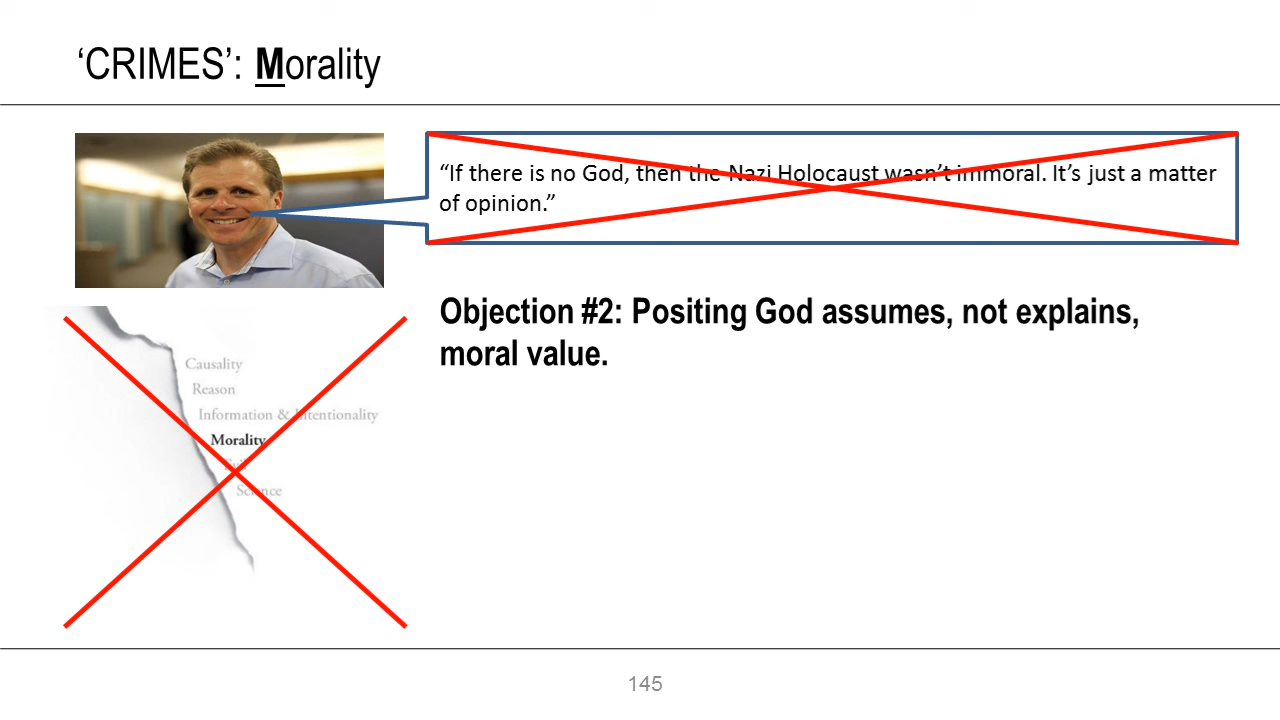 ‘CRIMES’: Morality
“If there is no God, then the Nazi Holocaust wasn’t immoral. It’s just a matter
of opinion.”
Objection #2: Positing God assumes, not explains,
moral value.
Causality
Reason
Information & Intentionality
Morality
Evil
Science
145